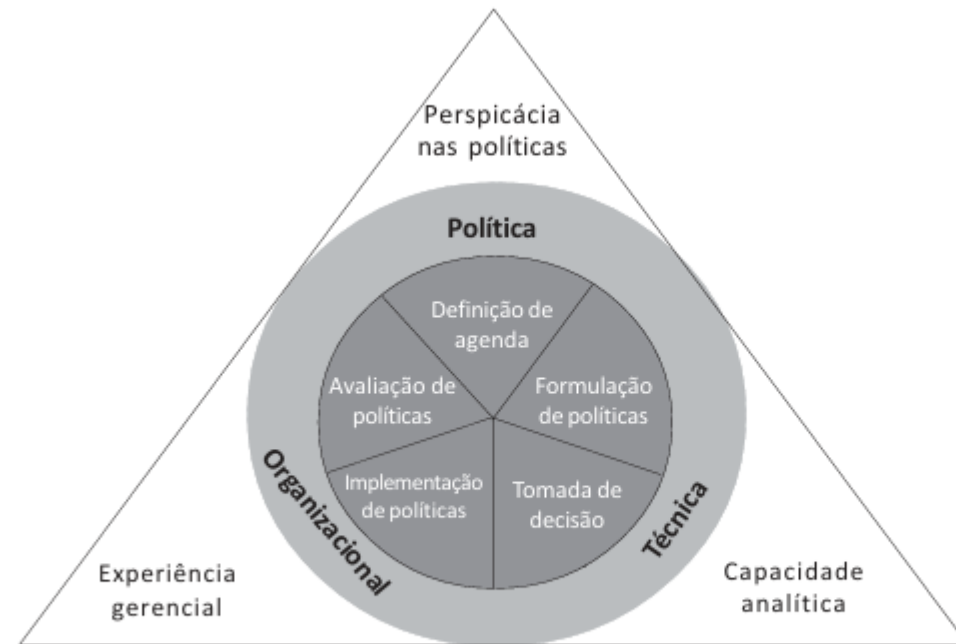 Perspicácia
nas políticas
Política
Definição de
agenda
Avaliação de
políticas
Formulação
de políticas
Implementação
de políticas
Tomada de
decisão
Organizacional
Técnica
Experiência
gerencial
Capacidade
analítica